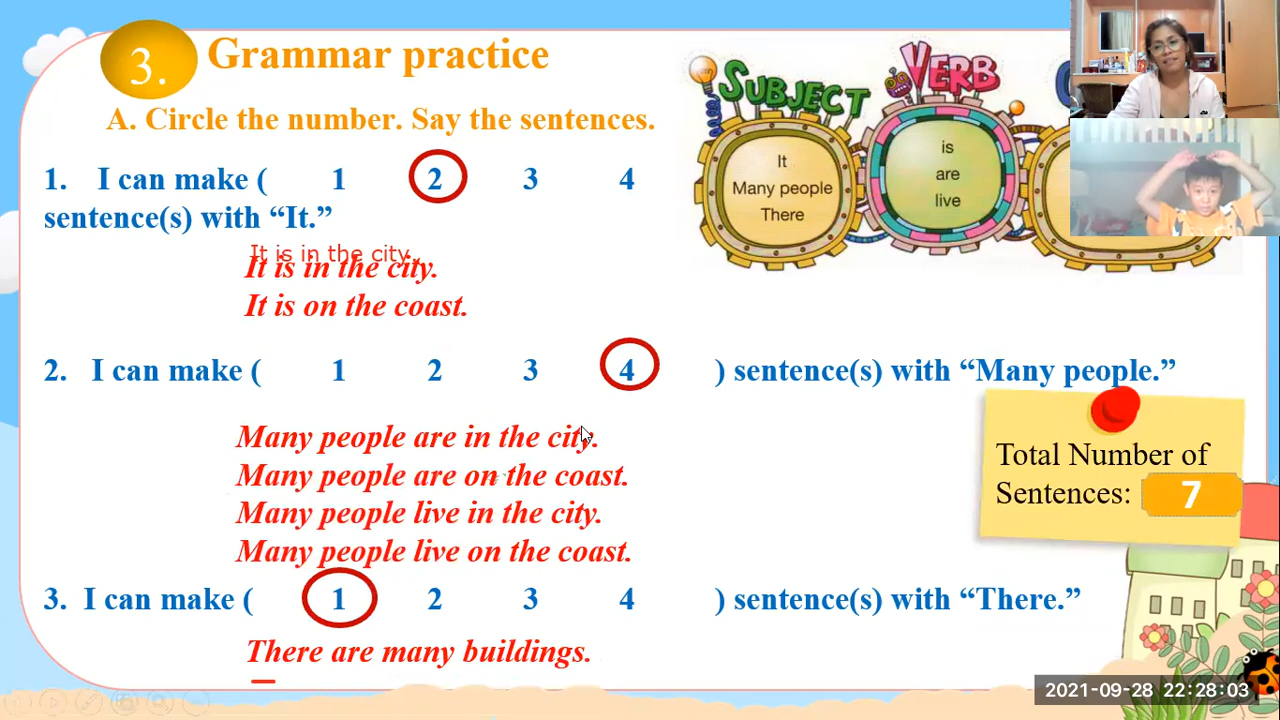 3.
Grammar practice
A. Circle the number. Say the sentences.
SUBJECT
VERB
It
Many people
There
is
are
live
1. I can make ( 1 2 3 4
sentence(s) with “It.”
It is in the city.
It is in the city.
It is on the coast.
2. I can make ( 1 2 3 4 ) sentence(s) with “Many people.”
Many people are in the city.
Many people are on the coast.
Many people live in the city.
Many people live on the coast.
Total Number of
Sentences: 7
3. I can make ( 1 2 3 4 ) sentence(s) with “There.”
There are many buildings.
2021-09-28 22:28:03